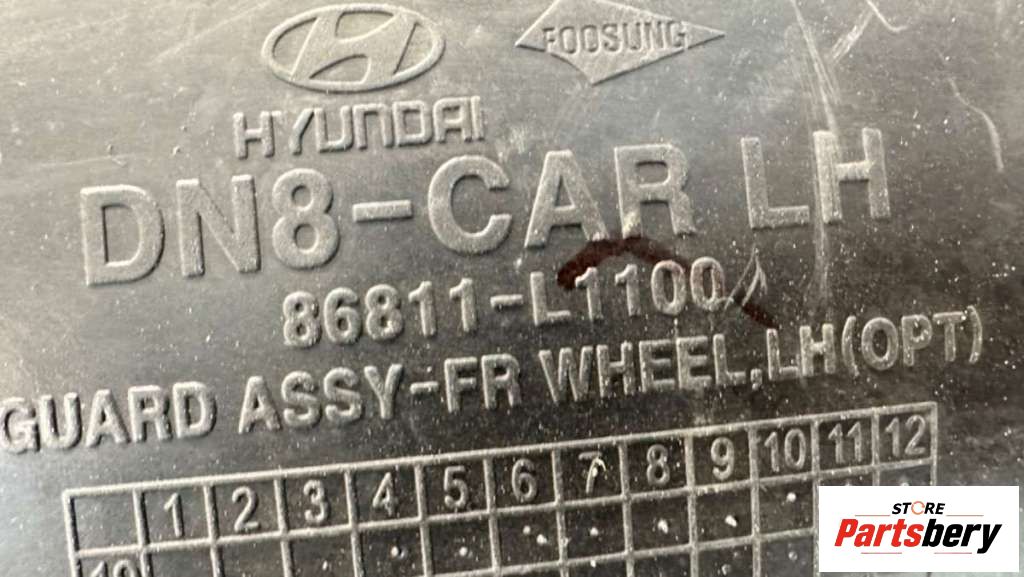 HYUNDAI
FOOSUNG
DN8-CAR LH
86811-L1100
GUARD ASSY-FR WHEEL,LH(OPT)
1 2 3 4 5 6 7 8 9 10 11 12
19
STORE
Partsbery